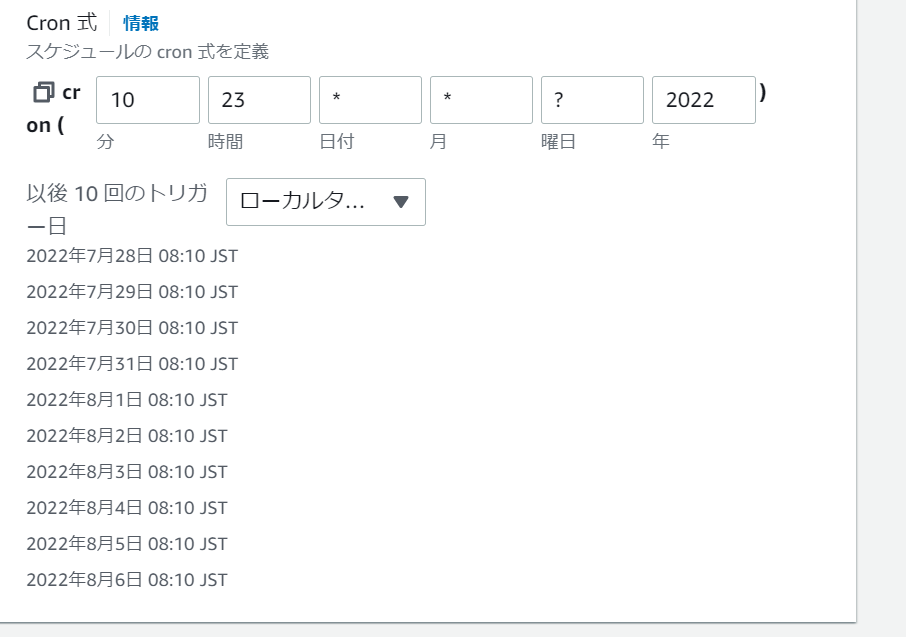 Cron 式 情報
スケジュールの cron 式を定義
cr 10 23 * * ? 2022 )
on (
分 時間 日付 月 曜日 年
以後 10 回のトリガ ローカルタ...
ー日
2022年7月28日 08:10 JST
2022年7月29日 08:10 JST
2022年7月30日 08:10 JST
2022年7月31日 08:10 JST
2022年8月1日 08:10 JST
2022年8月2日 08:10 JST
2022年8月3日 08:10 JST
2022年8月4日 08:10 JST
2022年8月5日 08:10 JST
2022年8月6日 08:10 JST